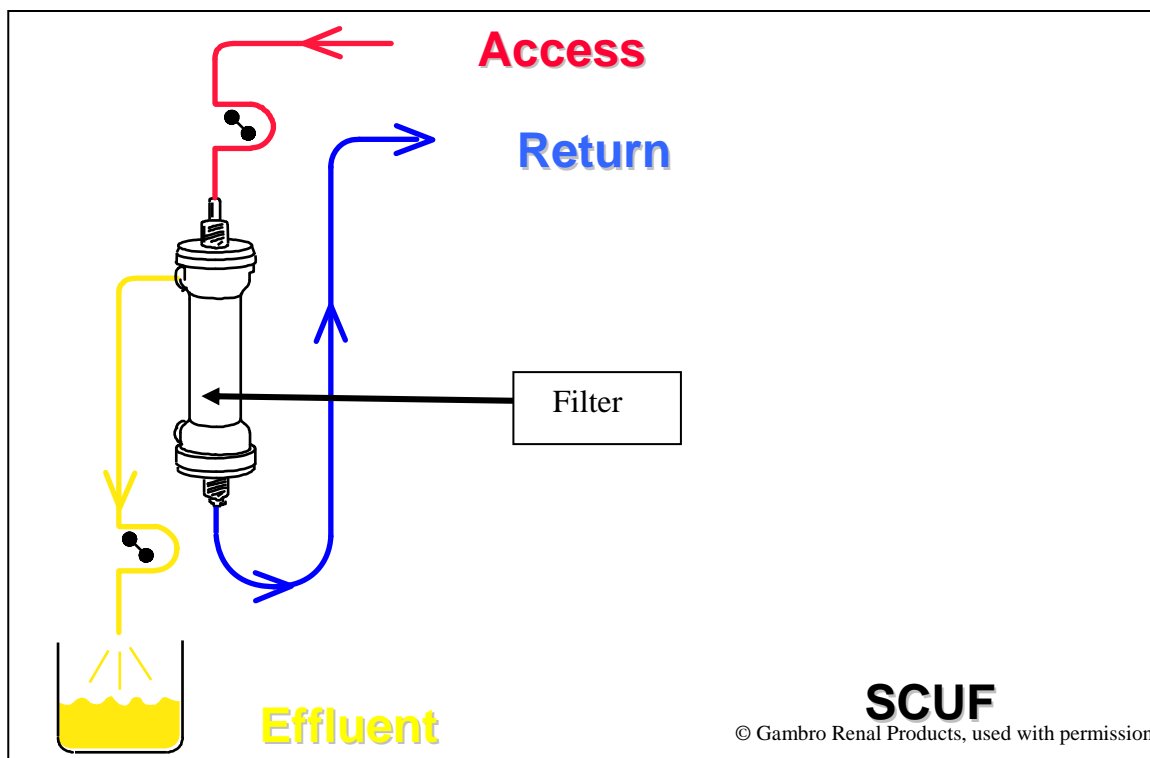 Access
Return
Filter
Effluent
SCUF
© Gambro Renal Products, used with permission